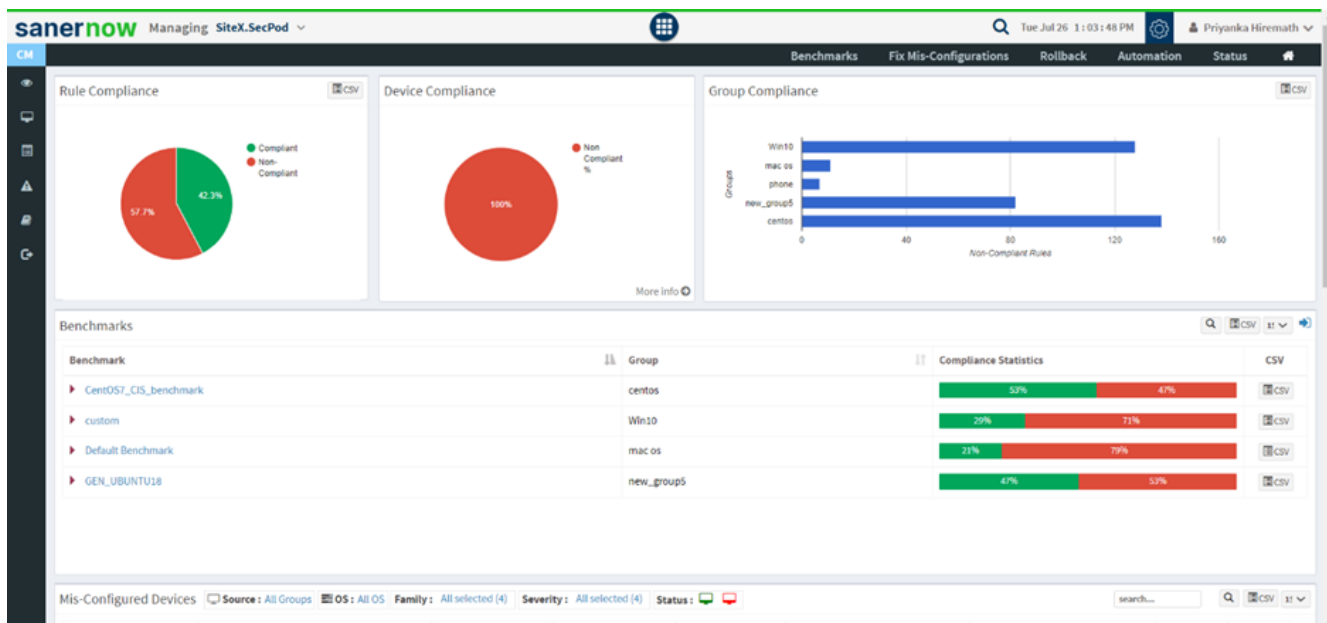 sanernow Managing SiteX.SecPod Tue Jul 26 1:03:48 PM Priyanka Hiremath
CM Benchmarks Fix Mis-Configurations Rollback Automation Status
Rule Compliance CSV
Compliant
Non-
Compliant
42.3%
57.7%
Device Compliance
Non
Compliant
%
100%
More info
Group Compliance CSV
Groups
Win10
mac os
phone
new_group5
centos
0 40 80 120 160
Non-Compliant Rules
Benchmarks CSV
Benchmark Group Compliance Statistics CSV
CentOS7_CIS_benchmark centos 53% 47% CSV
custom Win10 29% 71% CSV
Default Benchmark mac os 21% 79% CSV
GEN_UBUNTU18 new_group5 47% 53% CSV
Mis-Configured Devices Source : All Groups OS : All OS Family : All selected (4) Severity : All selected (4) Status : search... CSV